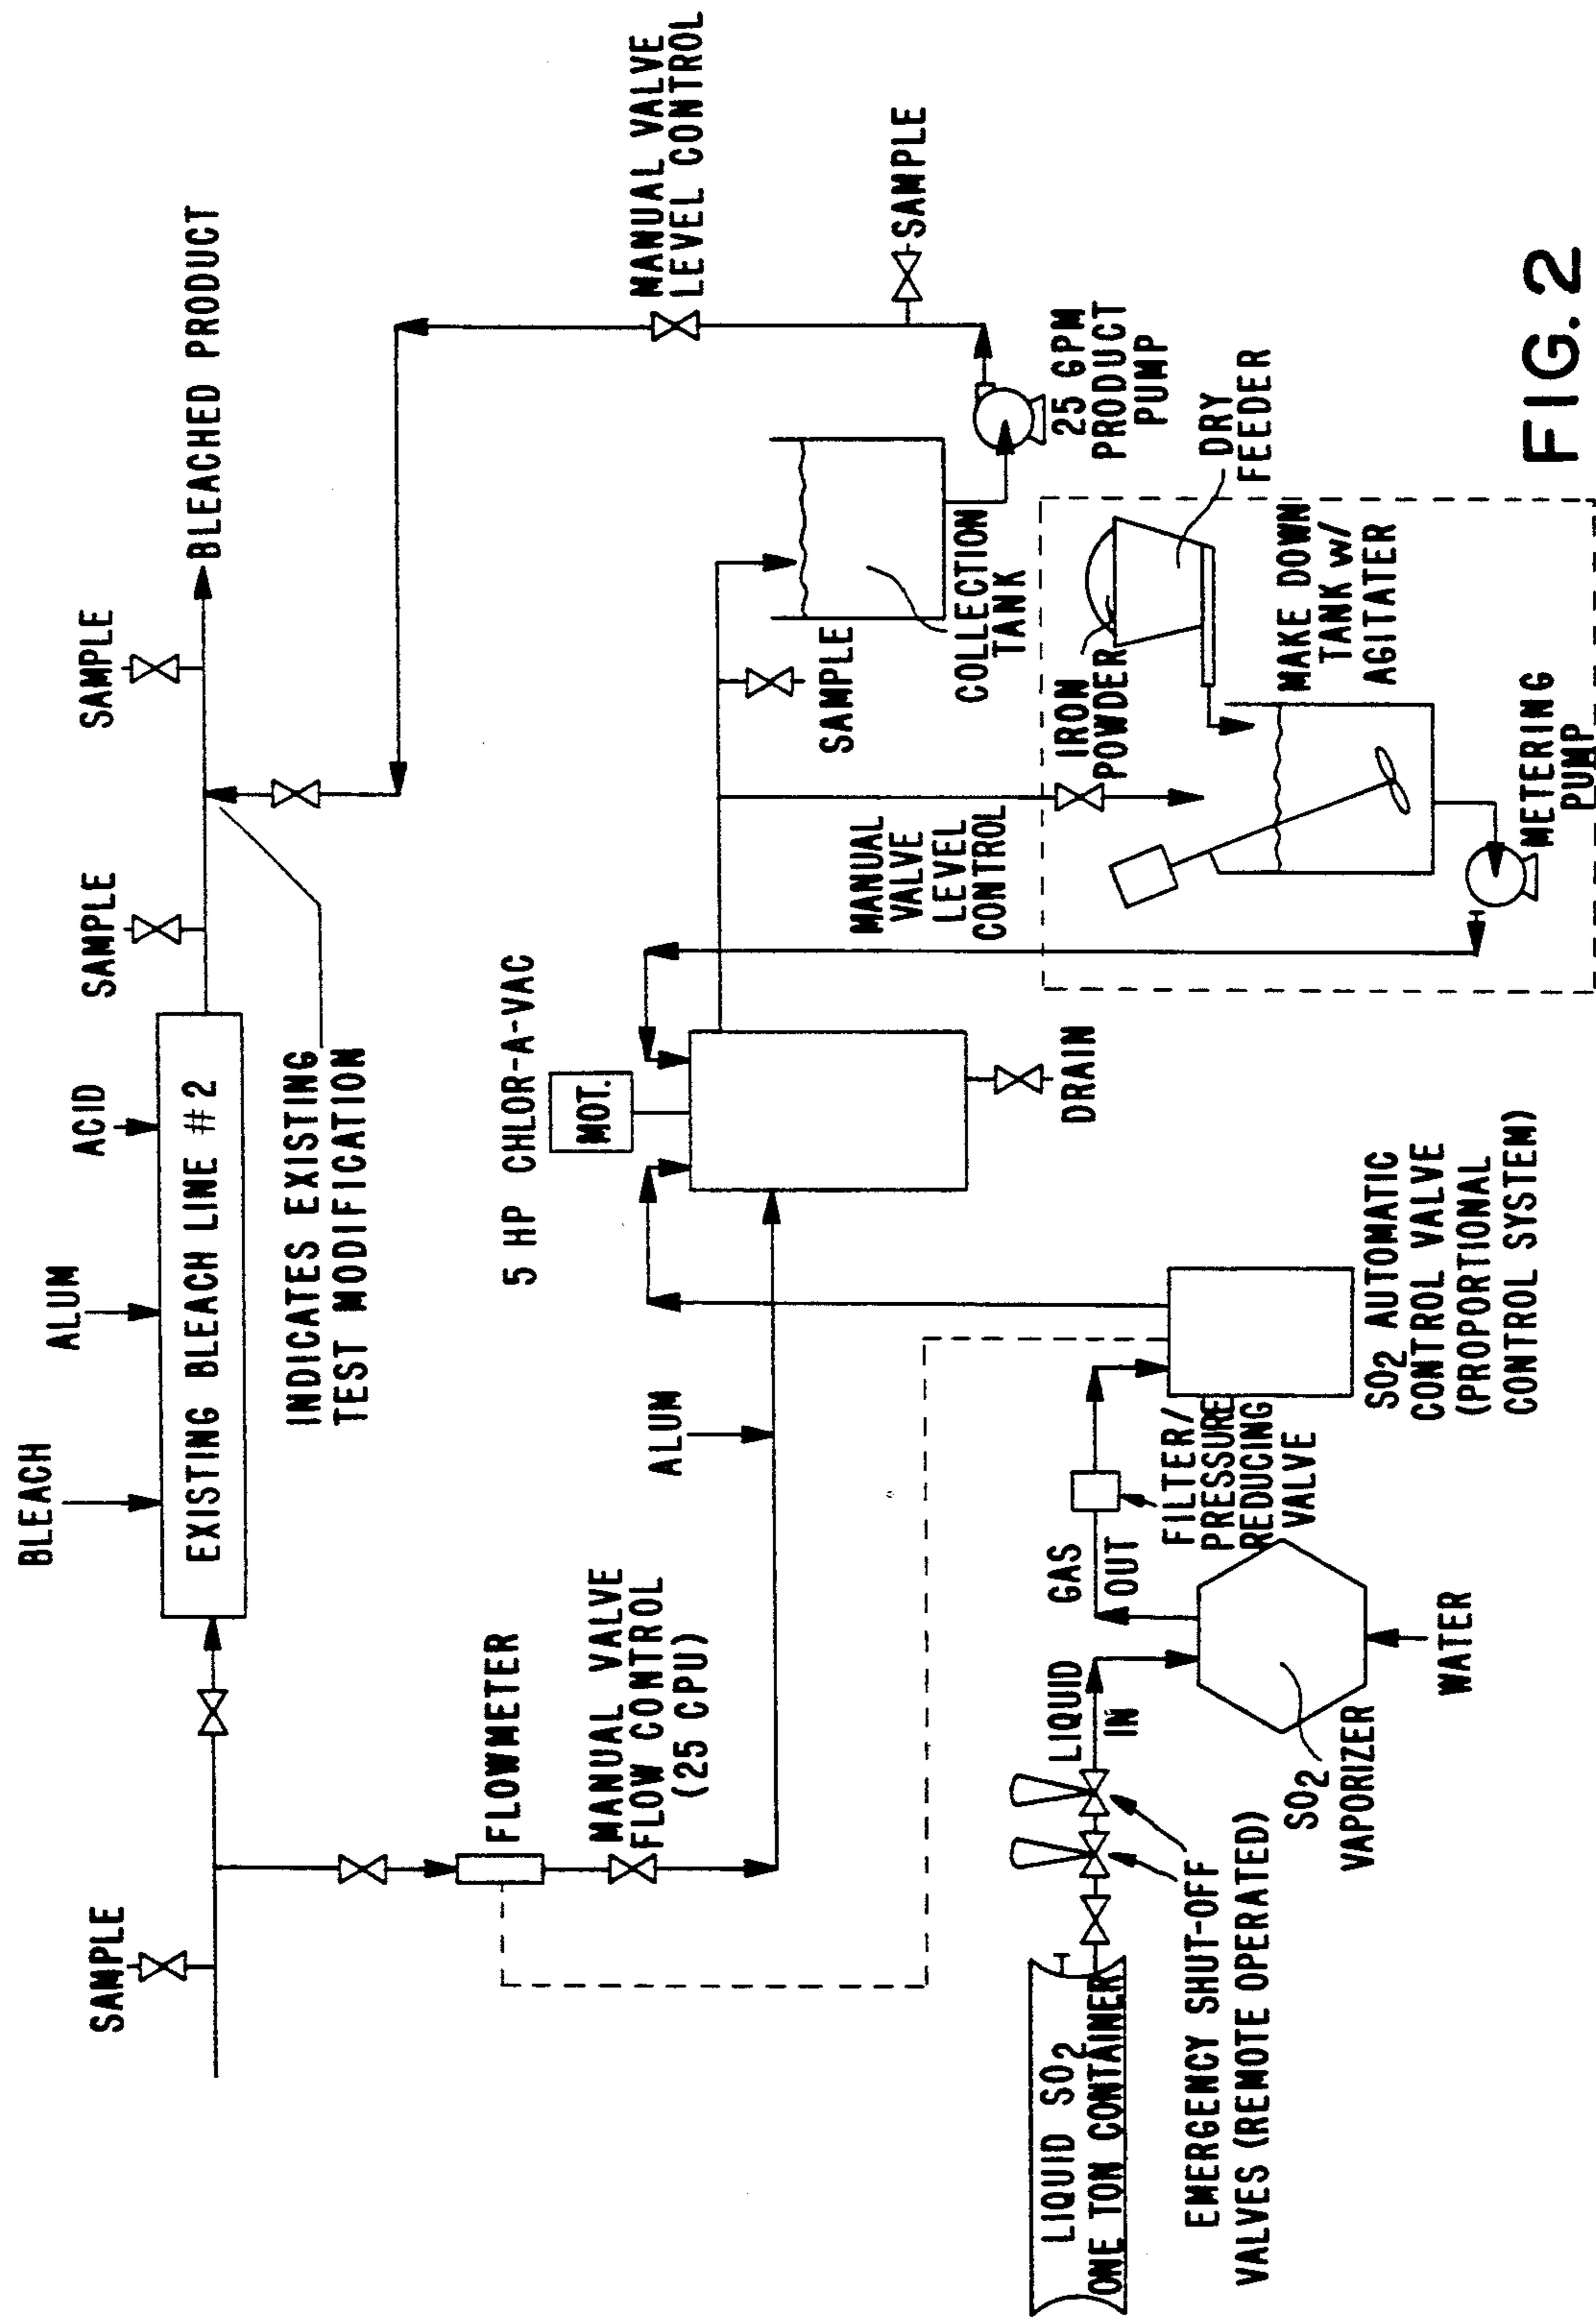 BLEACH
ALUM
ACID
SAMPLE
SAMPLE
SAMPLE
BLEACHED PRODUCT
EXISTING BLEACH LINE #2
INDICATES EXISTING
TEST MODIFICATION
FLOWMETER
MANUAL VALVE
FLOW CONTROL
(25 CPU)
ALUM
5 HP CHLOR-A-VAC
MOT.
DRAIN
MANUAL VALVE
LEVEL CONTROL
SAMPLE
SAMPLE
COLLECTION
TANK
25 GPM
PRODUCT
PUMP
MANUAL
VALVE
LEVEL
CONTROL
IRON
POWDER
DRY
FEEDER
MAKE DOWN
TANK w/
AGITATER
METERING
PUMP
LIQUID SO2
ONE TON CONTAINER
EMERGENCY SHUT-OFF
VALVES (REMOTE OPERATED)
LIQUID
IN
GAS
OUT
SO2
VAPORIZER
WATER
FILTER/
PRESSURE
REDUCING
VALVE
SO2 AUTOMATIC
CONTROL VALVE
(PROPORTIONAL
CONTROL SYSTEM)
FIG. 2